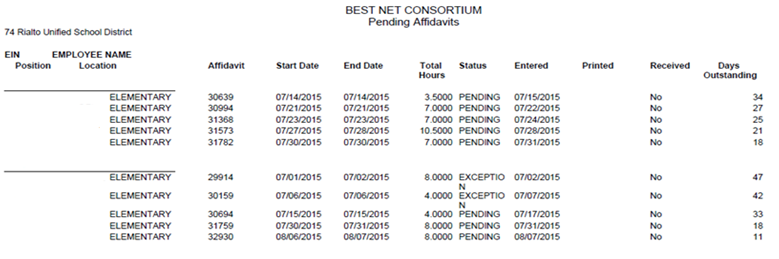 BEST NET CONSORTIUM
Pending Affidavits
74 Rialto Unified School District
EIN EMPLOYEE NAME
Position Location Affidavit Start Date End Date Total Hours Status Entered Printed Received Days Outstanding
ELEMENTARY 30639 07/14/2015 07/14/2015 3.5000 PENDING 07/15/2015 No 34
ELEMENTARY 30994 07/21/2015 07/21/2015 7.0000 PENDING 07/22/2015 No 27
ELEMENTARY 31368 07/23/2015 07/23/2015 7.0000 PENDING 07/24/2015 No 25
ELEMENTARY 31573 07/27/2015 07/28/2015 10.5000 PENDING 07/28/2015 No 21
ELEMENTARY 31782 07/30/2015 07/30/2015 7.0000 PENDING 07/31/2015 No 18
ELEMENTARY 29914 07/01/2015 07/02/2015 8.0000 EXCEPTIO 07/02/2015 No 47
N
ELEMENTARY 30159 07/06/2015 07/06/2015 4.0000 EXCEPTIO 07/07/2015 No 42
N
ELEMENTARY 30694 07/15/2015 07/15/2015 4.0000 PENDING 07/17/2015 No 33
ELEMENTARY 31759 07/30/2015 07/31/2015 8.0000 PENDING 07/31/2015 No 18
ELEMENTARY 32930 08/06/2015 08/07/2015 8.0000 PENDING 08/07/2015 No 11